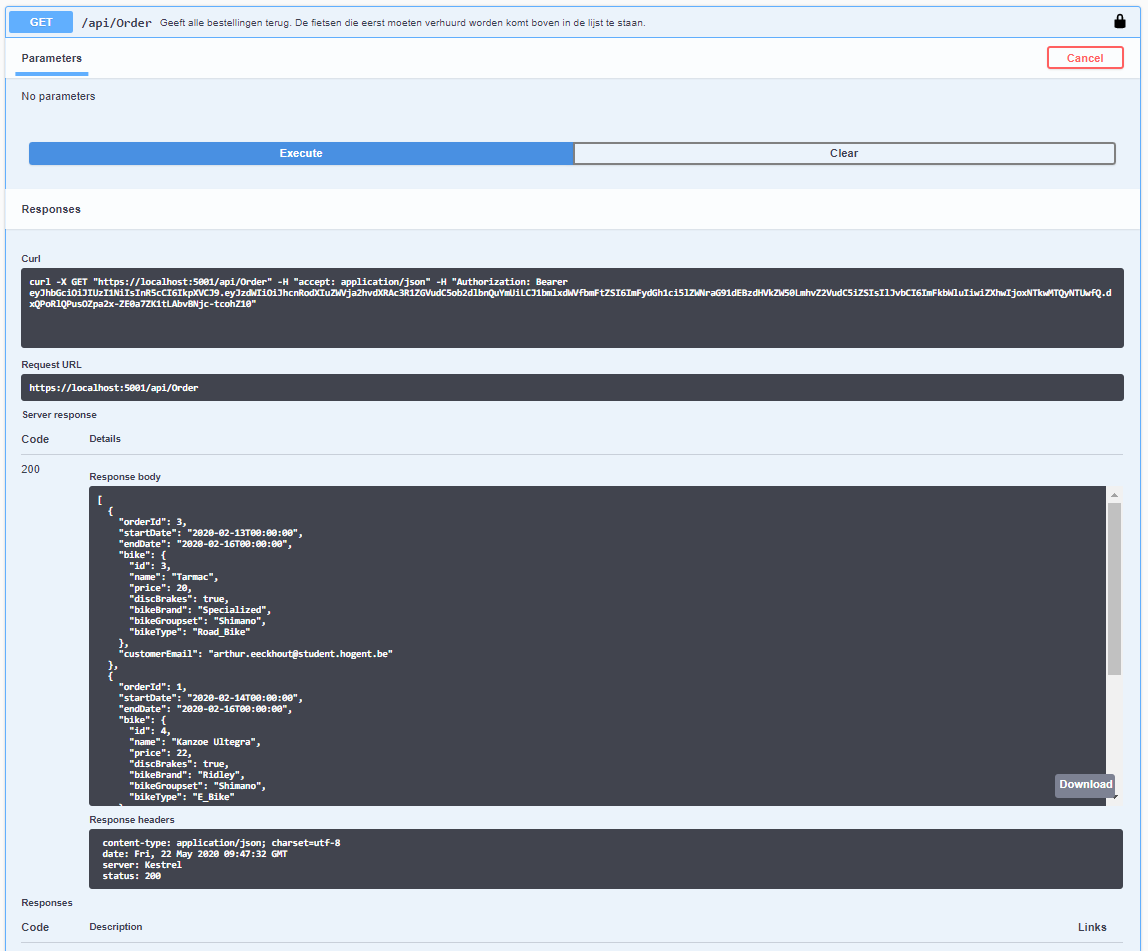 GET /api/Order Geeft alle bestellingen terug. De fietsen die eerst moeten verhuurd worden komt boven in de lijst te staan.
Parameters
Cancel
No parameters
Execute
Clear
Responses
Curl
curl -X GET "https://localhost:5001/api/Order" -H "accept: application/json" -H "Authorization: Bearer
Request URL
https://localhost:5001/api/Order
Server response
Code Details
200
Response body
[
{
"orderId": 3,
"startDate": "2020-02-13T00:00:00",
"endDate": "2020-02-16T00:00:00",
"bike": {
"id": 3,
"name": "Tarmac",
"price": 20,
"discBrakes": true,
"bikeBrand": "Specialized",
"bikeGroupset": "Shimano",
"bikeType": "Road_Bike"
},
"customerEmail": "arthur.eeckhout@student.hogent.be"
},
{
"orderId": 1,
"startDate": "2020-02-14T00:00:00",
"endDate": "2020-02-16T00:00:00",
"bike": {
"id": 4,
"name": "Kanzoe Ultegra",
"price": 22,
"discBrakes": true,
"bikeBrand": "Ridley",
"bikeGroupset": "Shimano",
"bikeType": "E_Bike"
Download
Response headers
content-type: application/json; charset=utf-8
date: Fri, 22 May 2020 09:47:32 GMT
server: Kestrel
status: 200
Responses
Code Description Links